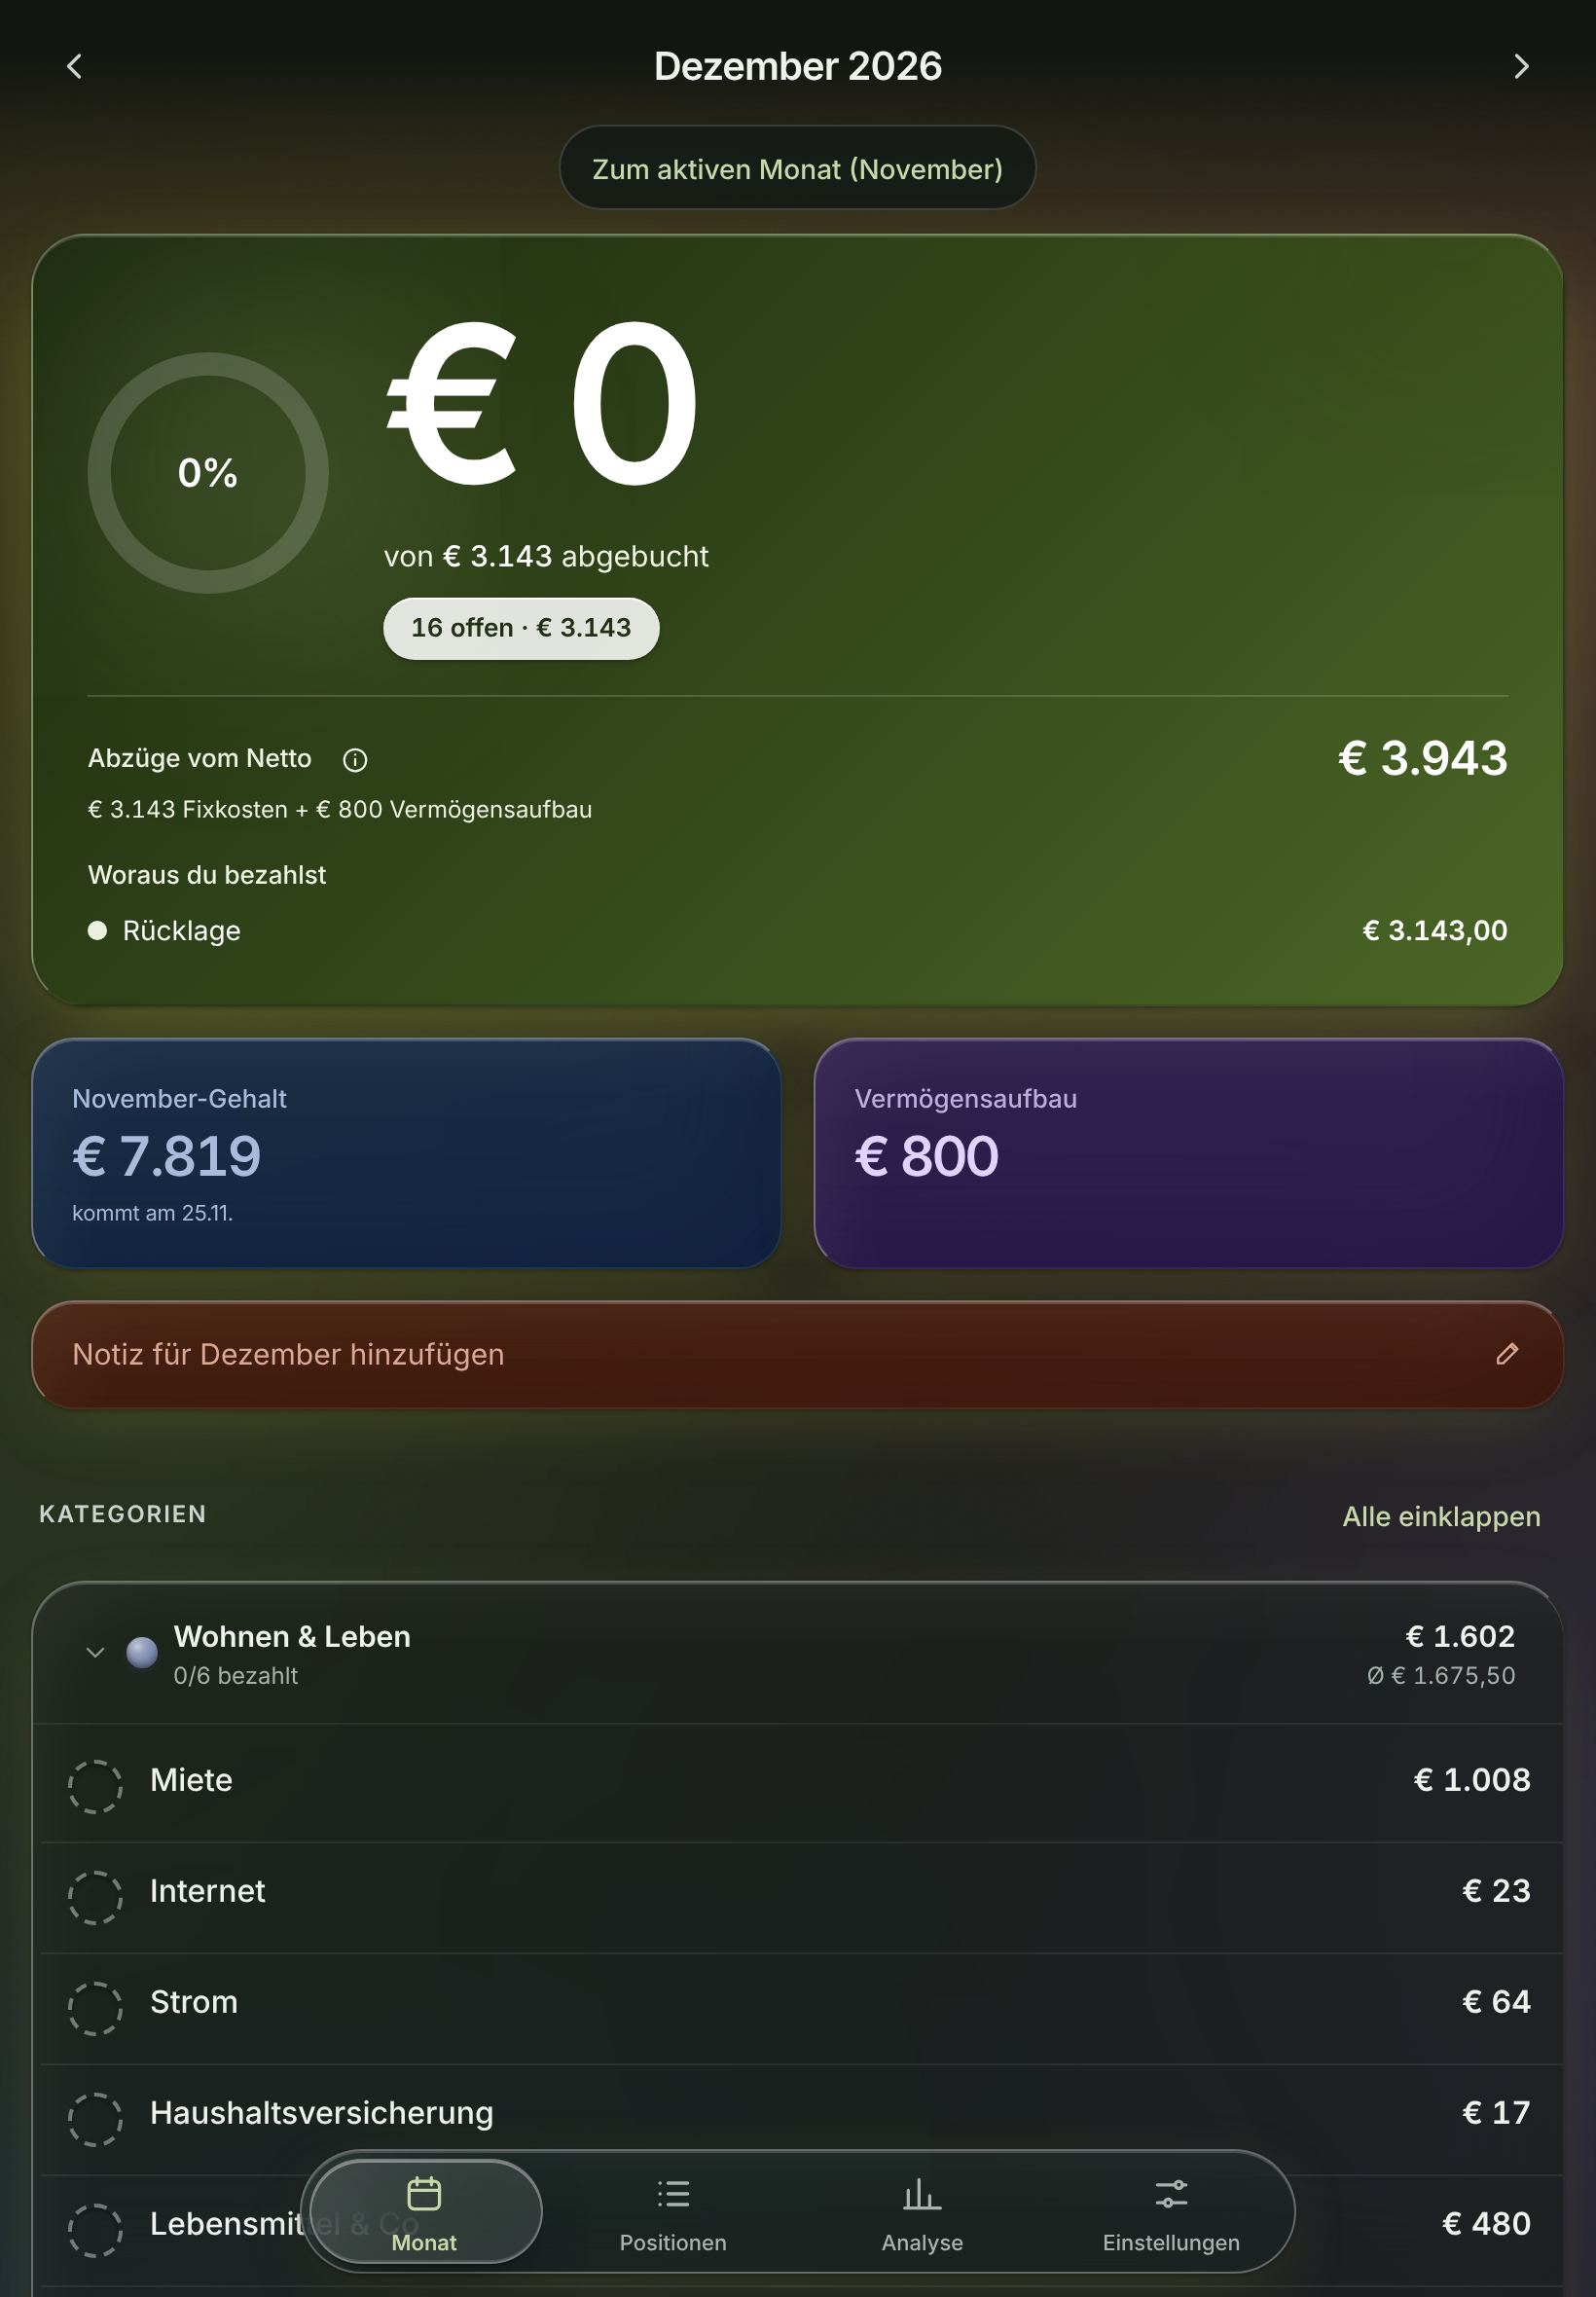 Dezember 2026
Zum aktiven Monat (November)
€ 0
0%
von € 3.143 abgebucht
16 offen · € 3.143
Abzüge vom Netto
€ 3.943
€ 3.143 Fixkosten + € 800 Vermögensaufbau
Woraus du bezahlst
Rücklage € 3.143,00
November-Gehalt
€ 7.819
kommt am 25.11.
Vermögensaufbau
€ 800
Notiz für Dezember hinzufügen
KATEGORIEN Alle einklappen
Wohnen & Leben € 1.602
0/6 bezahlt Ø € 1.675,50
Miete € 1.008
Internet € 23
Strom € 64
Haushaltsversicherung € 17
Lebensmittel & Co € 480
Monat Positionen Analyse Einstellungen